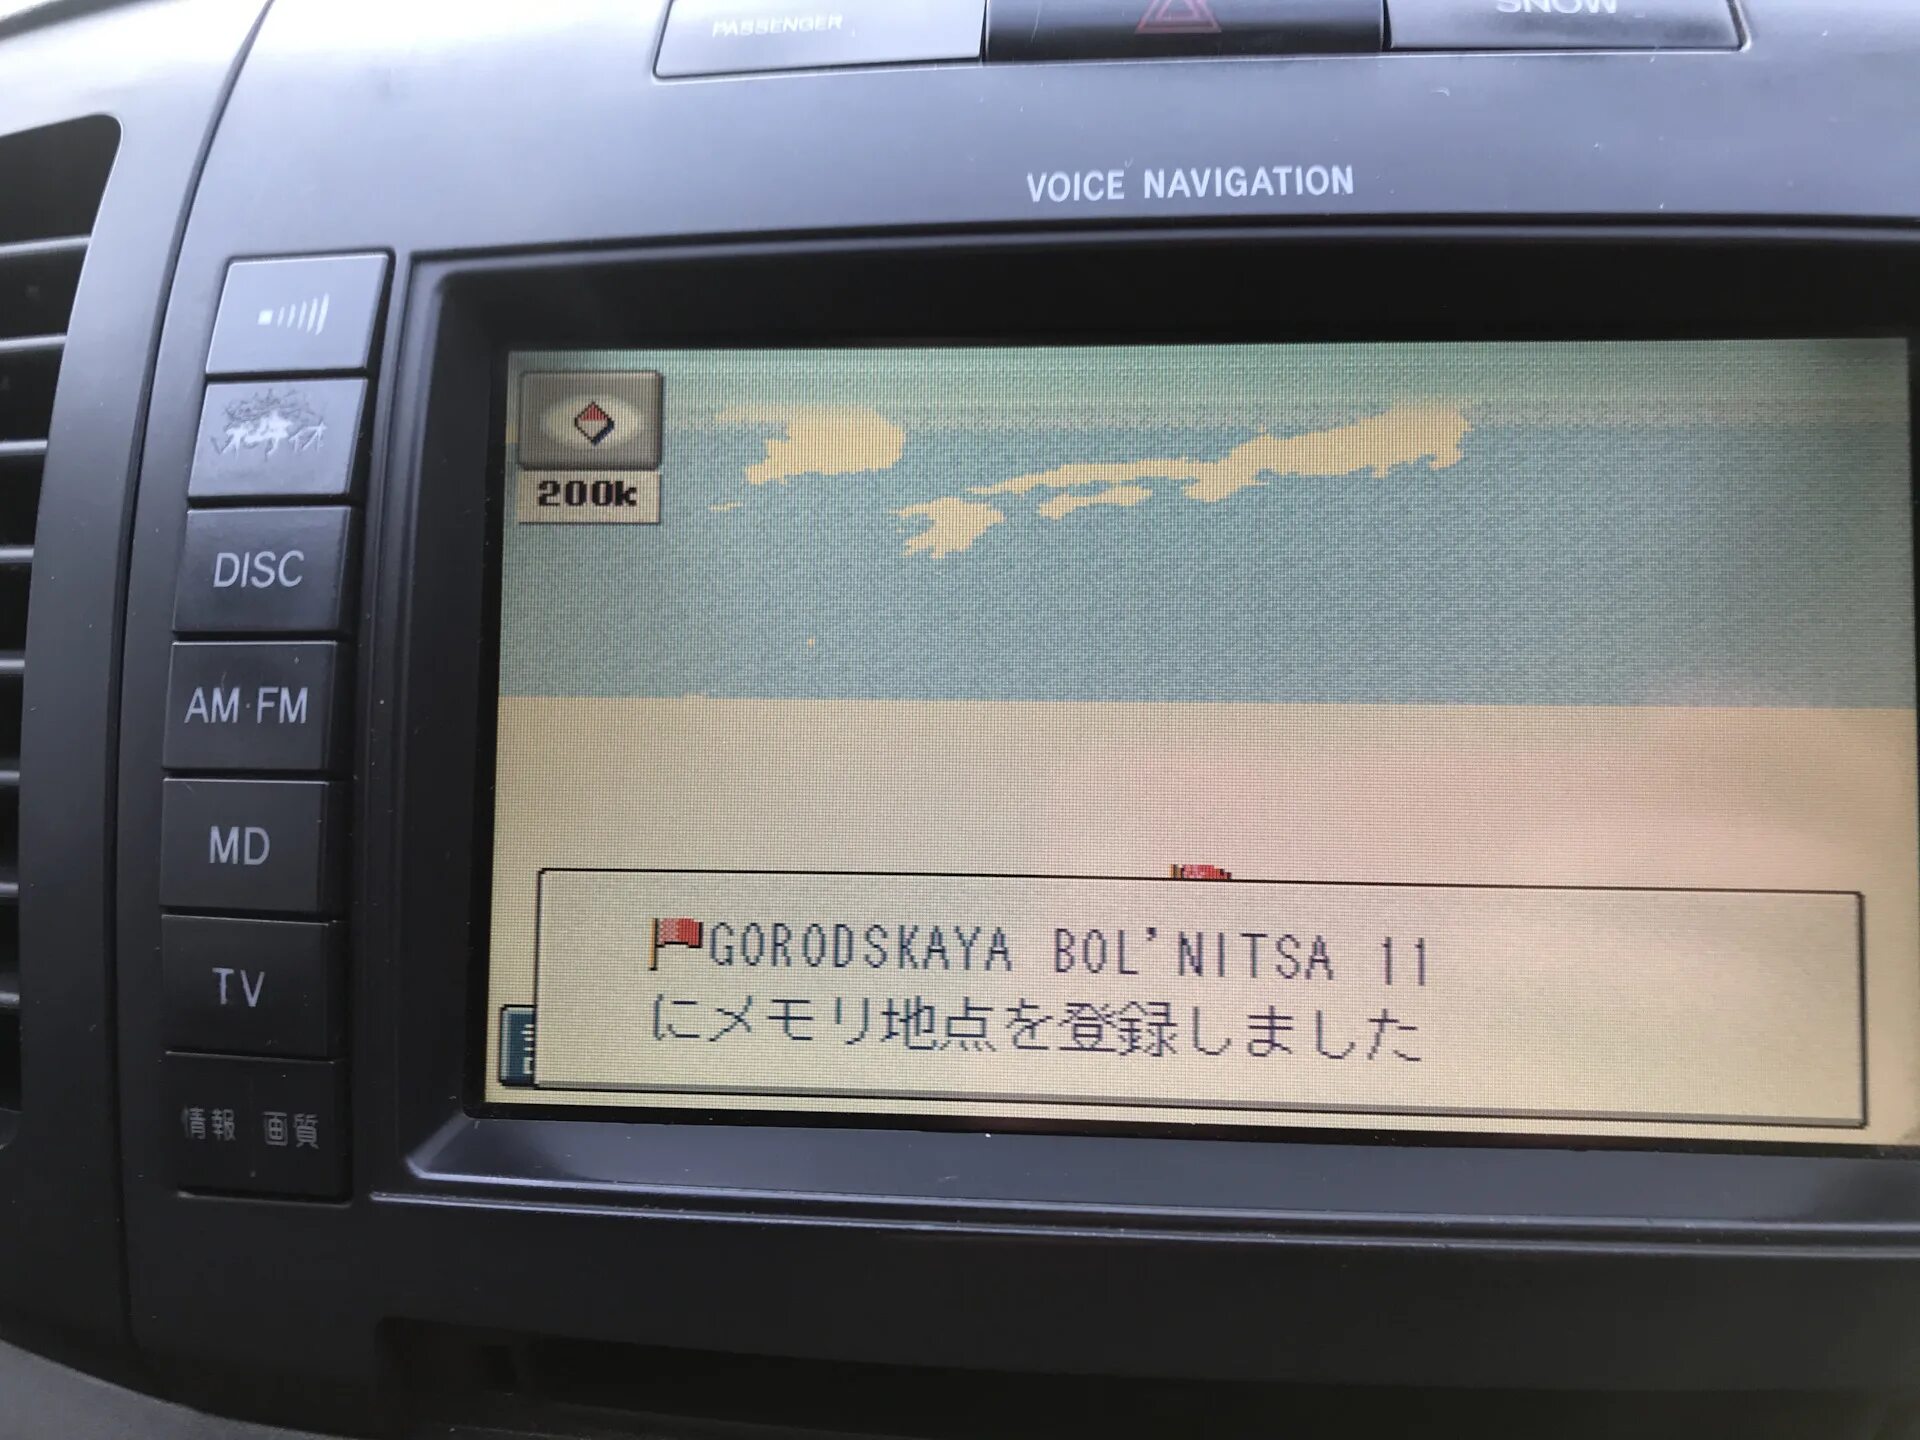 PASSENGER
SNOW
VOICE NAVIGATION
200k
DISC
AM·FM
MD
TV
情報 画質
GORODSKAYA BOL'NITSA 11
にメモリ地点を登録しました